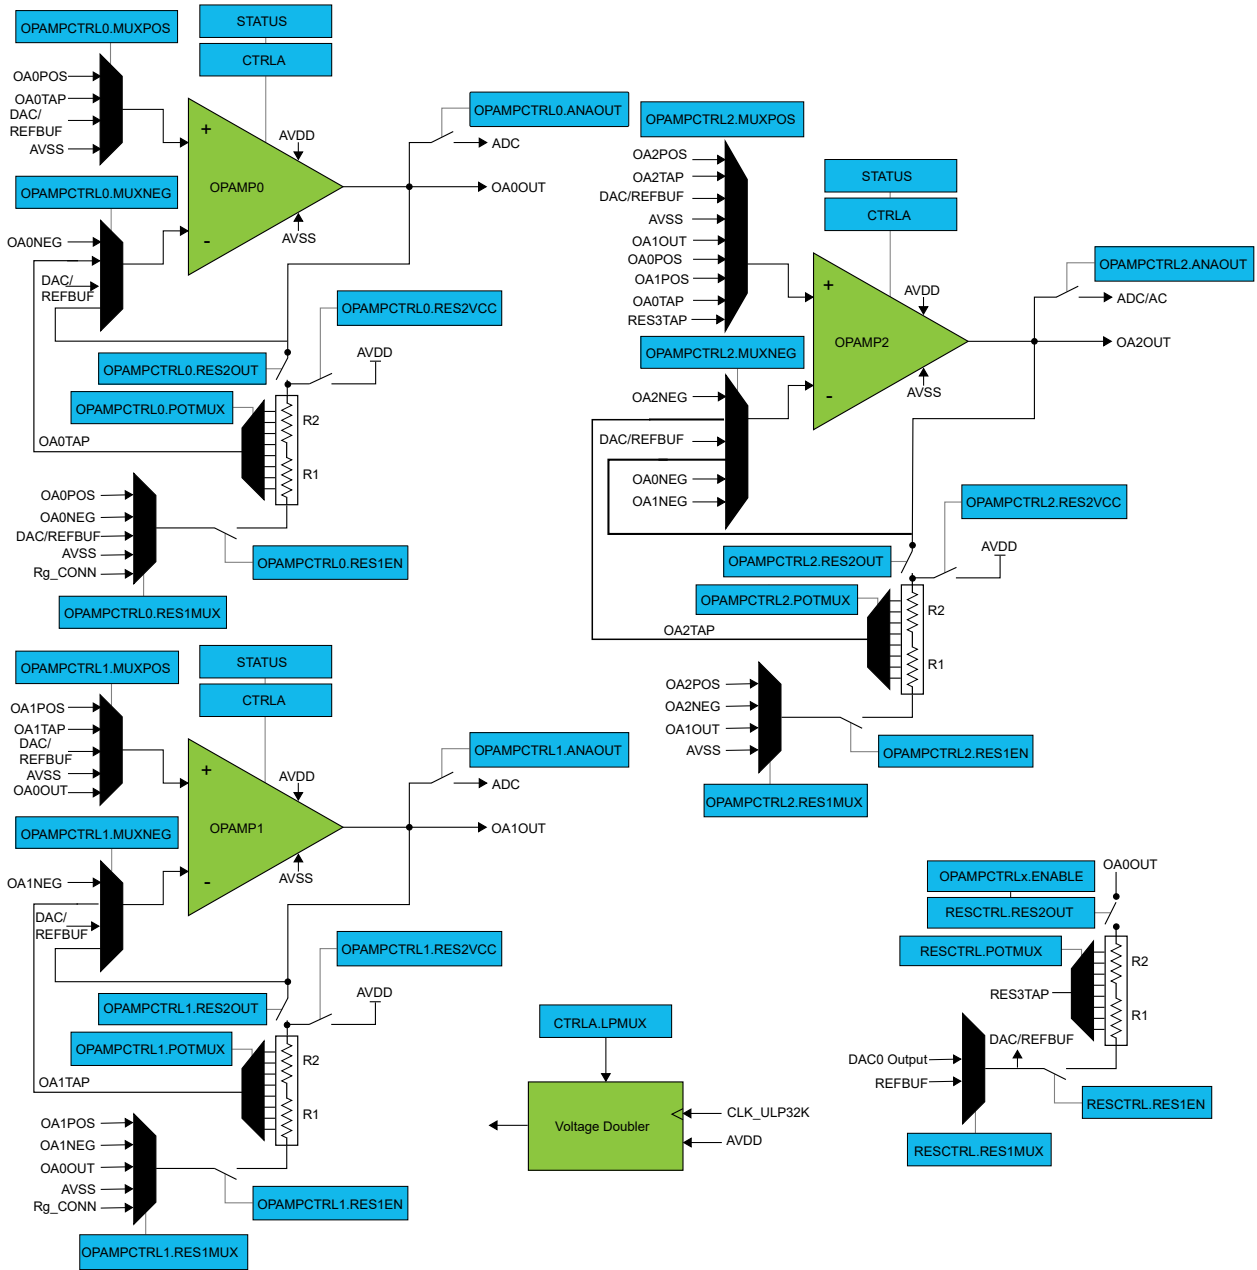 OPAMPCTRL0.MUXPOS
STATUS
CTRLA
OA0POS
OA0TAP
DAC/
REFBUF
AVSS
+
-
OPAMP0
AVDD
AVSS
OPAMPCTRL0.ANAOUT
ADC
OA0OUT
OPAMPCTRL0.MUXNEG
OA0NEG
DAC/
REFBUF
OPAMPCTRL0.RES2VCC
AVDD
OPAMPCTRL0.RES2OUT
OPAMPCTRL0.POTMUX
R2
R1
OA0TAP
OA0POS
OA0NEG
DAC/REFBUF
AVSS
Rg_CONN
OPAMPCTRL0.RES1EN
OPAMPCTRL0.RES1MUX
OPAMPCTRL2.MUXPOS
OA2POS
OA2TAP
DAC/REFBUF
AVSS
OA1OUT
OA0POS
OA1POS
OA0TAP
RES3TAP
STATUS
CTRLA
+
-
OPAMP2
AVDD
AVSS
OPAMPCTRL2.ANAOUT
ADC/AC
OA2OUT
OPAMPCTRL2.MUXNEG
OA2NEG
DAC/REFBUF
OA0NEG
OA1NEG
OPAMPCTRL2.RES2VCC
AVDD
OPAMPCTRL2.RES2OUT
OPAMPCTRL2.POTMUX
R2
R1
OA2TAP
OA2POS
OA2NEG
OA1OUT
AVSS
OPAMPCTRL2.RES1EN
OPAMPCTRL2.RES1MUX
OPAMPCTRL1.MUXPOS
STATUS
CTRLA
OA1POS
OA1TAP
DAC/
REFBUF
AVSS
OA0OUT
+
-
OPAMP1
AVDD
AVSS
OPAMPCTRL1.ANAOUT
ADC
OA1OUT
OPAMPCTRL1.MUXNEG
OA1NEG
DAC/
REFBUF
OPAMPCTRL1.RES2VCC
AVDD
OPAMPCTRL1.RES2OUT
OPAMPCTRL1.POTMUX
R2
R1
OA1TAP
OA1POS
OA1NEG
OA0OUT
AVSS
Rg_CONN
OPAMPCTRL1.RES1EN
OPAMPCTRL1.RES1MUX
CTRLA.LPMUX
Voltage Doubler
CLK_ULP32K
AVDD
OA0OUT
OPAMPCTRLx.ENABLE
RESCTRL.RES2OUT
RESCTRL.POTMUX
R2
R1
RES3TAP
DAC/REFBUF
DAC0 Output
REFBUF
RESCTRL.RES1EN
RESCTRL.RES1MUX